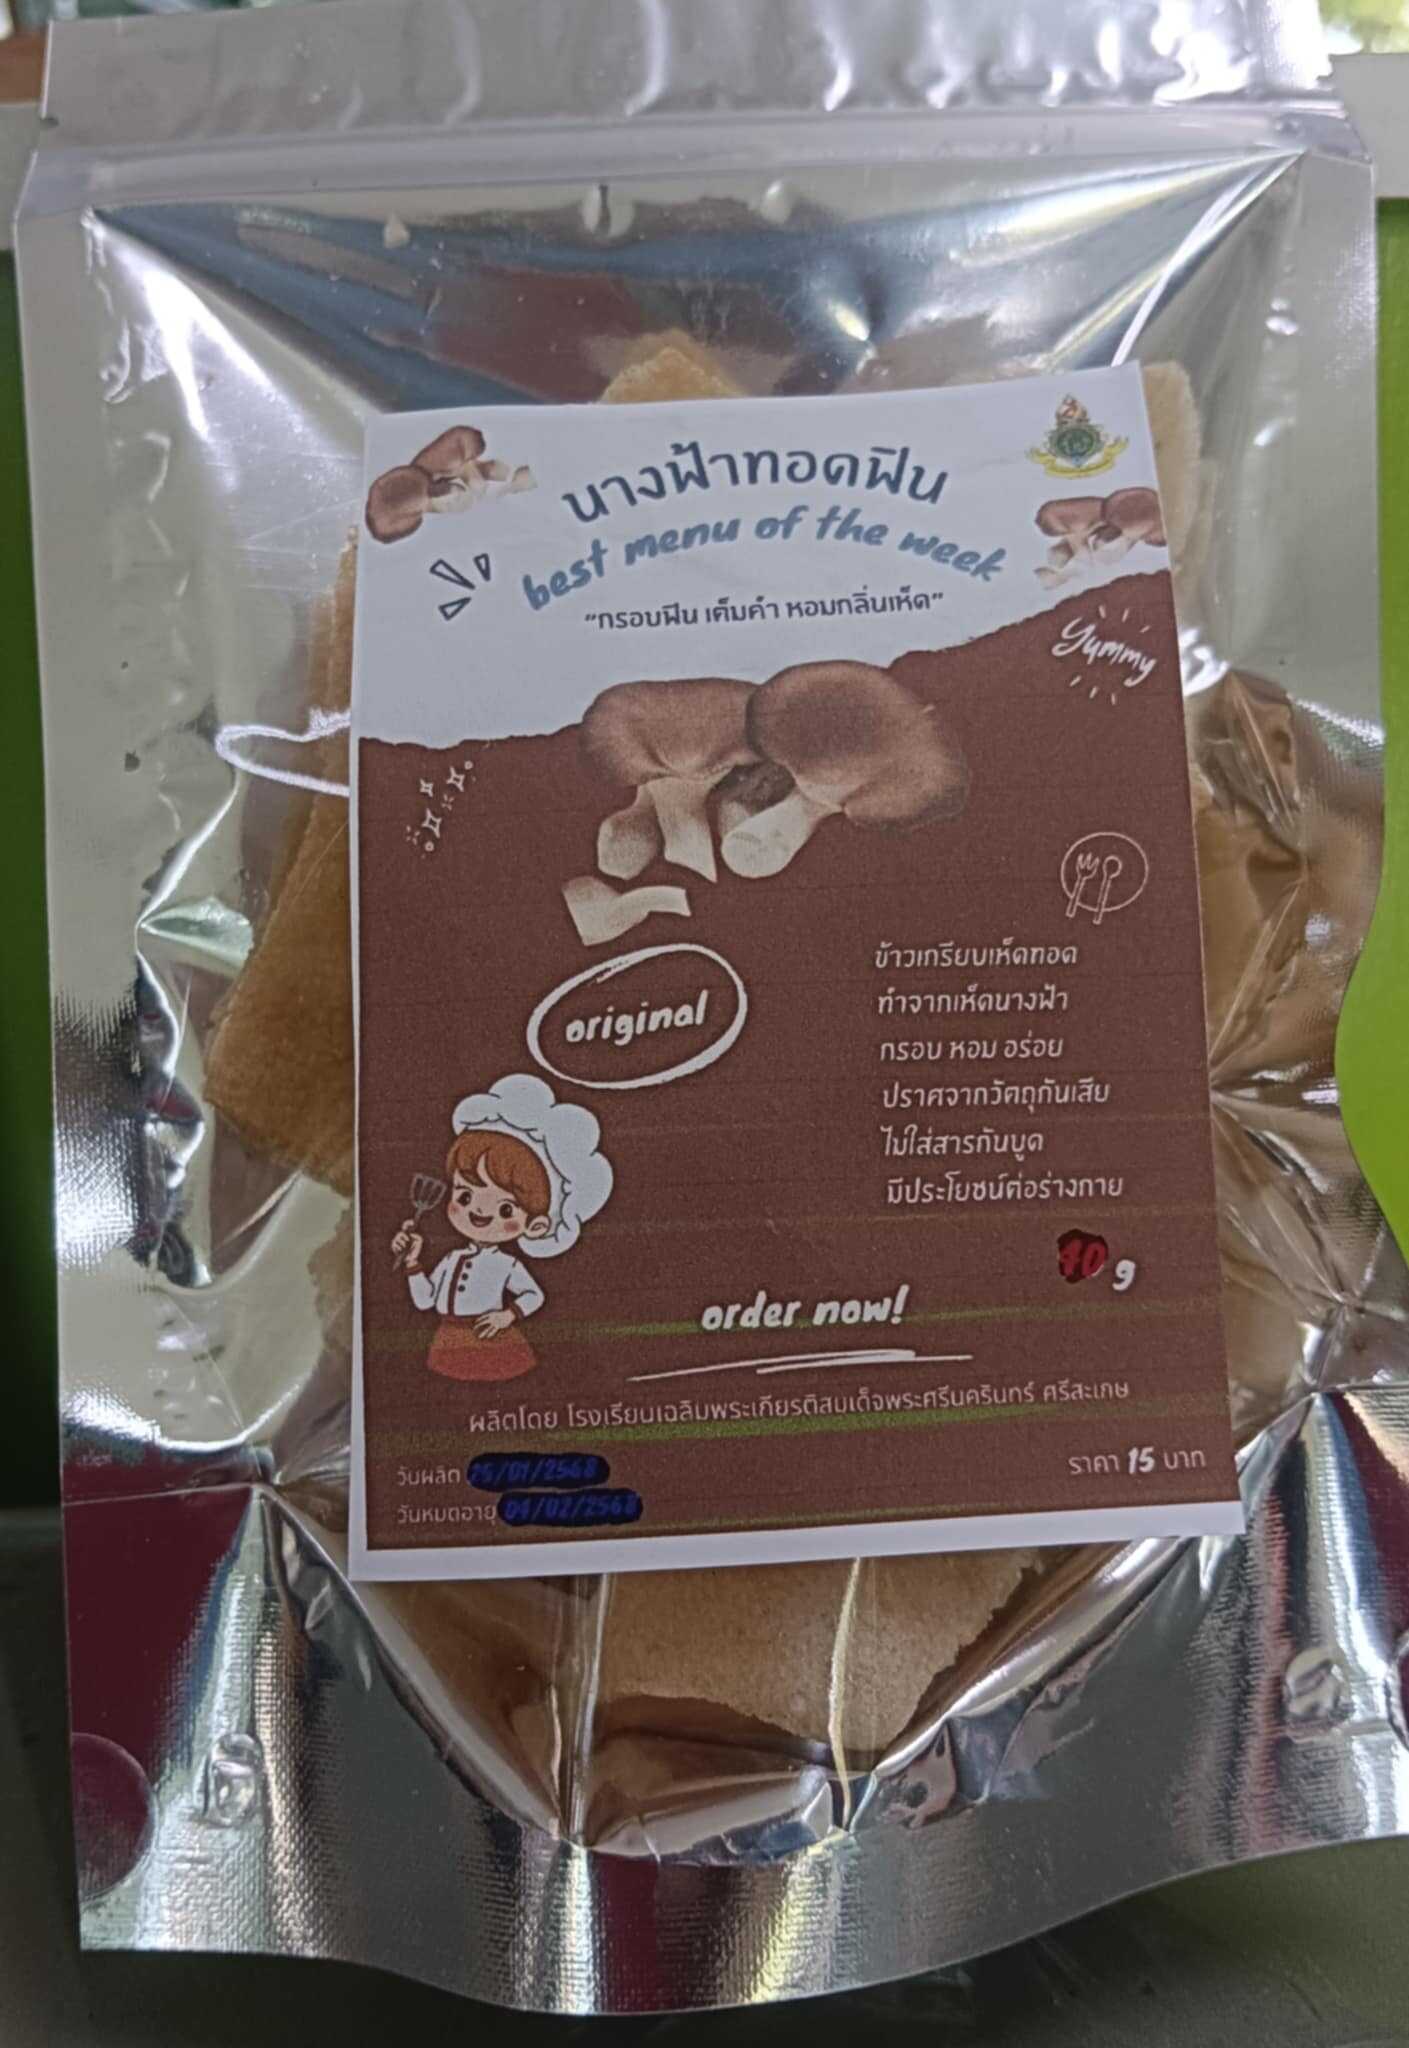 นางฟ้าทอดฟิน
best menu of the week
"กรอบฟิน เต็มคำ หอมกลิ่นเห็ด"
Yummy
original
ข้าวเกรียบเห็ดทอด
ทำจากเห็ดนางฟ้า
กรอบ หอม อร่อย
ปราศจากวัตถุกันเสีย
ไม่ใส่สารกันบูด
มีประโยชน์ต่อร่างกาย
g
order now!
ผลิตโดย โรงเรียนเฉลิมพระเกียรติสมเด็จพระศรีนครินทร์ ศรีสะเกษ
วันผลิต 25/01/2568
วันหมดอายุ 04/02/2568
ราคา 15 บาท